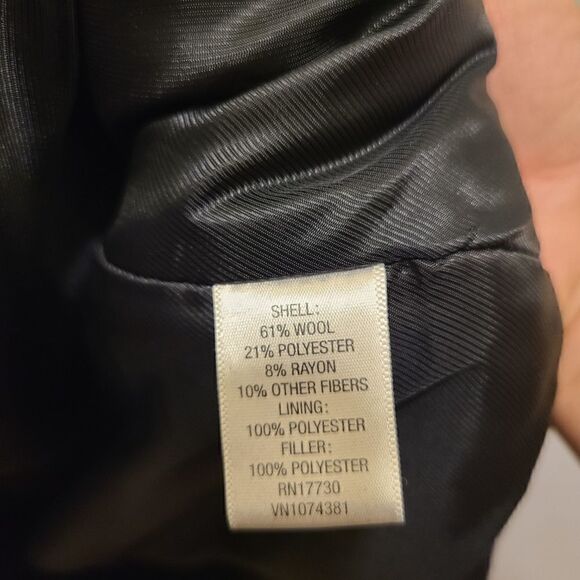 SHELL:
61% WOOL
21% POLYESTER
8% RAYON
10% OTHER FIBERS
LINING:
100% POLYESTER
FILLER:
100% POLYESTER
RN17730
VN1074381